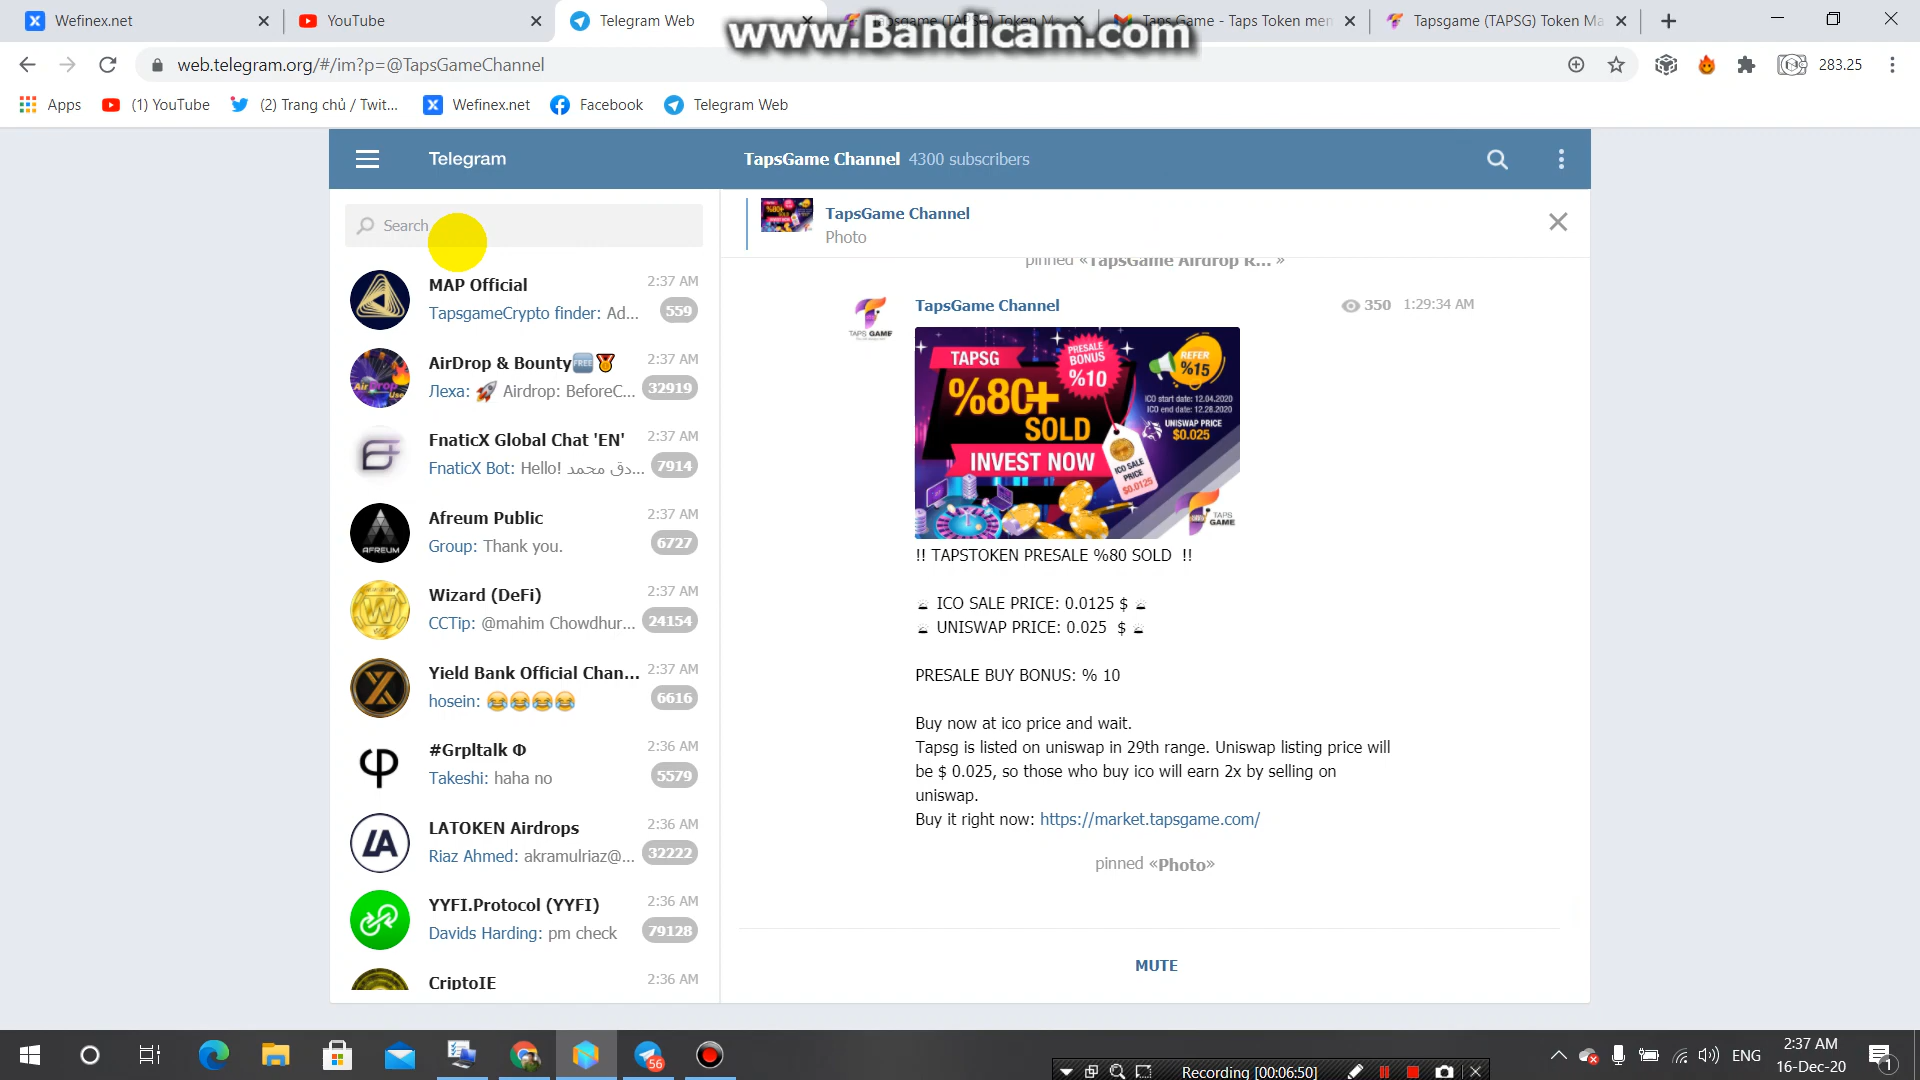 Wefinex.net
YouTube
Telegram Web
Tapsgame (TAPSG) Token Ma
Taps Game - Taps Token men
Tapsgame (TAPSG) Token Ma
www.Bandicam.com
web.telegram.org/#/im?p=@TapsGameChannel
283.25
Apps
(1) YouTube
(2) Trang chủ / Twit...
Wefinex.net
Facebook
Telegram Web
Telegram
TapsGame Channel 4300 subscribers
Search
TapsGame Channel
Photo
MAP Official 2:37 AM
TapsgameCrypto finder: Ad... 559
AirDrop & Bounty🆓🏅 2:37 AM
Леха: 🚀 Airdrop: BeforeC... 32919
FnaticX Global Chat 'EN' 2:37 AM
FnaticX Bot: Hello! دق محمد... 7914
Afreum Public 2:37 AM
Group: Thank you. 6727
AFREUM
Wizard (DeFi) 2:37 AM
CCTip: @mahim Chowdhur... 24154
Yield Bank Official Chan... 2:37 AM
hosein: 😂😂😂😂 6616
#Grpltalk Φ 2:36 AM
Takeshi: haha no 5579
LATOKEN Airdrops 2:36 AM
Riaz Ahmed: akramulriaz@... 32222
YYFI.Protocol (YYFI) 2:36 AM
Davids Harding: pm check 79128
CriptoIE 2:36 AM
pinned «TapsGame Airdrop R... »
TapsGame Channel 350 1:29:34 AM
TAPS GAME
TAPSG
%80+
SOLD
INVEST NOW
PRESALE
BONUS
%10
REFER
%15
ICO start date: 12.04.2020
ICO end date: 12.28.2020
UNISWAP PRICE
$0.025
ICO SALE
PRICE
$0.0125
TAPS
GAME
!! TAPSTOKEN PRESALE %80 SOLD !!
ICO SALE PRICE: 0.0125 $
UNISWAP PRICE: 0.025 $
PRESALE BUY BONUS: % 10
Buy now at ico price and wait.
Tapsg is listed on uniswap in 29th range. Uniswap listing price will
be $ 0.025, so those who buy ico will earn 2x by selling on
uniswap.
Buy it right now: https://market.tapsgame.com/
pinned «Photo»
MUTE
56
Recording [00:06:50]
ENG
2:37 AM
16-Dec-20
1